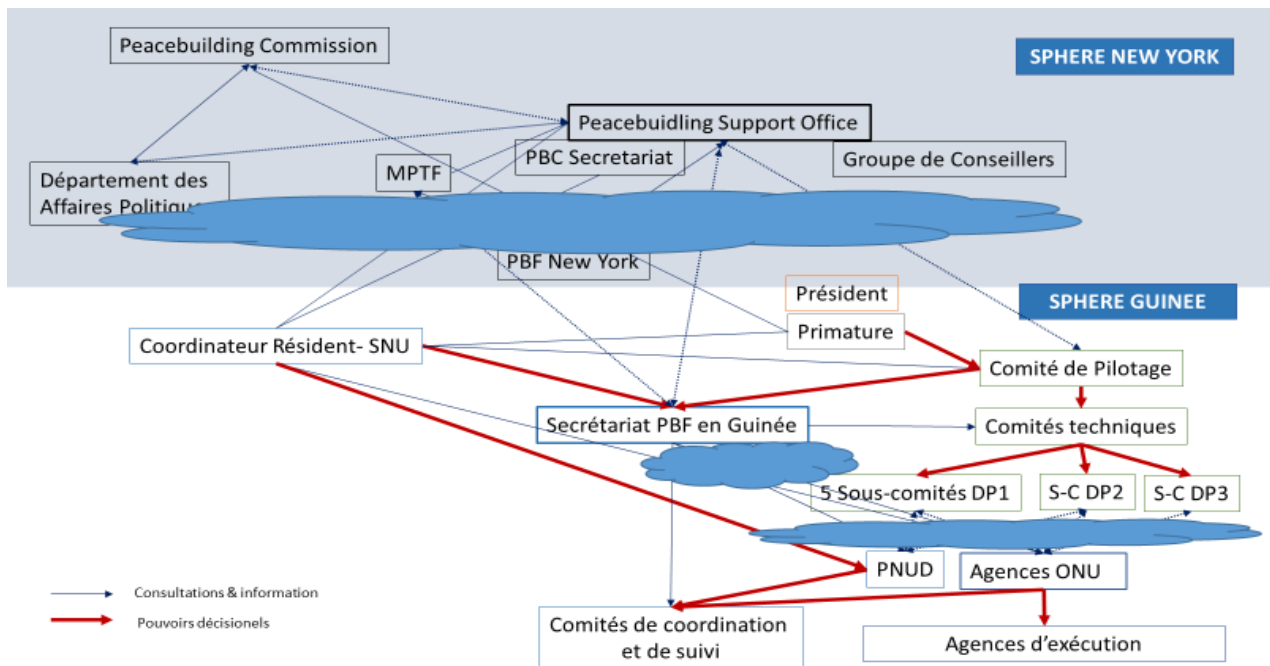 Peacebuilding Commission
SPHERE NEW YORK
Peacebuidling Support Office
PBC Secretariat
Groupe de Conseillers
MPTF
Département des
Affaires Politiqu
PBF New York
Président
SPHERE GUINEE
Primature
Coordinateur Résident- SNU
Comité de Pilotage
Secrétariat PBF en Guinée
Comités techniques
5 Sous-comités DP1
S-C DP2
S-C DP3
PNUD
Agences ONU
Consultations & information
Pouvoirs décisionels
Comités de coordination
et de suivi
Agences d’exécution